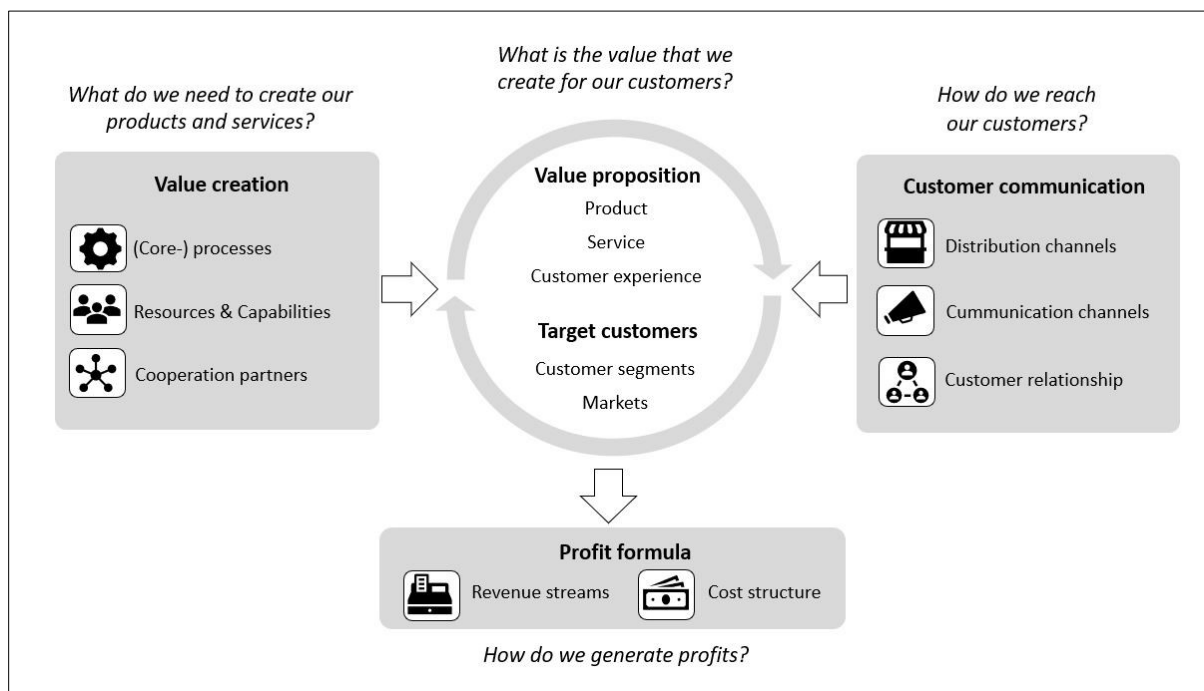 What is the value that we
create for our customers?
What do we need to create our
products and services?
How do we reach
our customers?
Value creation
(Core-) processes
Resources & Capabilities
Cooperation partners
Value proposition
Product
Service
Customer experience
Target customers
Customer segments
Markets
Customer communication
Distribution channels
Cummunication channels
Customer relationship
Profit formula
Revenue streams
Cost structure
How do we generate profits?